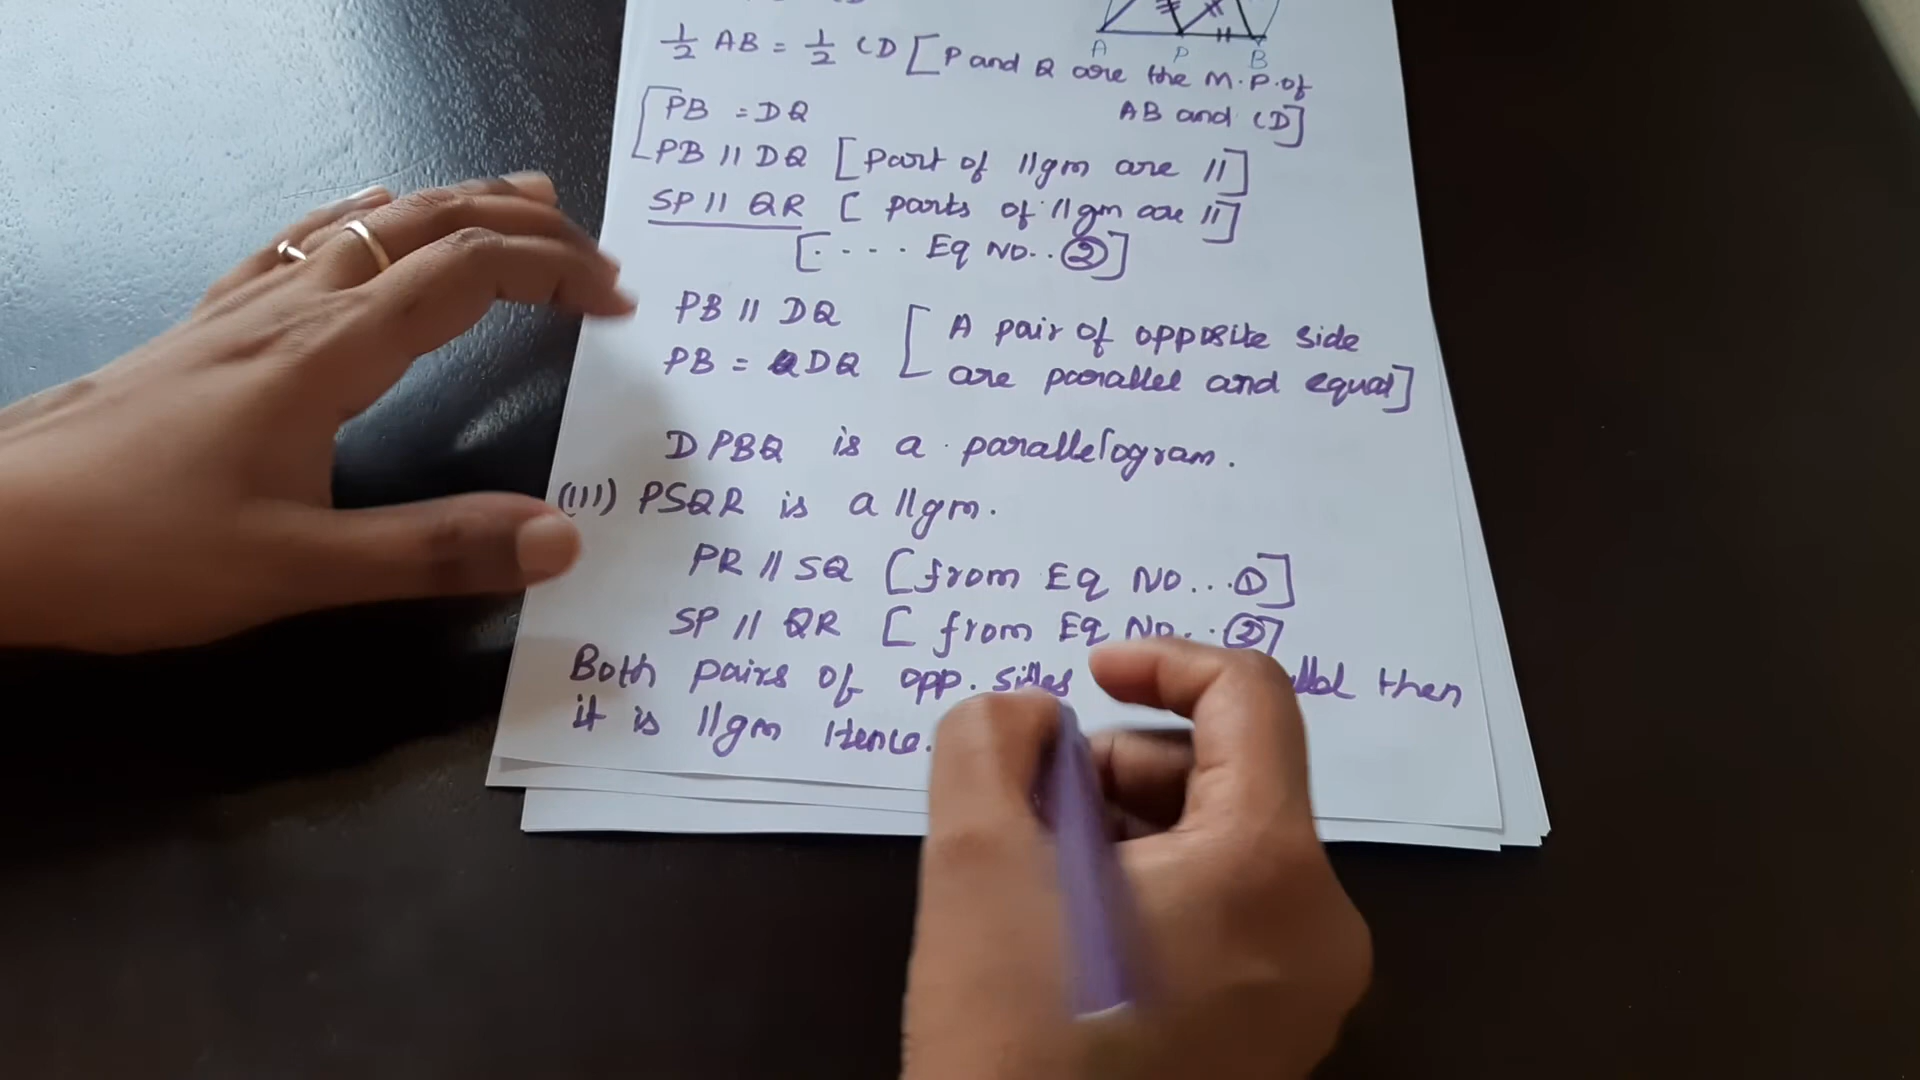 A P B
1/2 AB = 1/2 CD [P and Q are the M.P. of
AB and CD]
PB = DQ
PB || DQ [part of ||gm are ||]
SP || QR [parts of ||gm are ||]
[.... Eq No.. ②]
PB || DQ [A pair of opposite side
PB = DQ are parallel and equal]
DPBQ is a parallelogram.
(III) PSQR is a ||gm.
PR || SQ [from Eq No... ①]
SP || QR [from Eq No... ②]
Both pairs of opp. sides then
it is ||gm Hence.